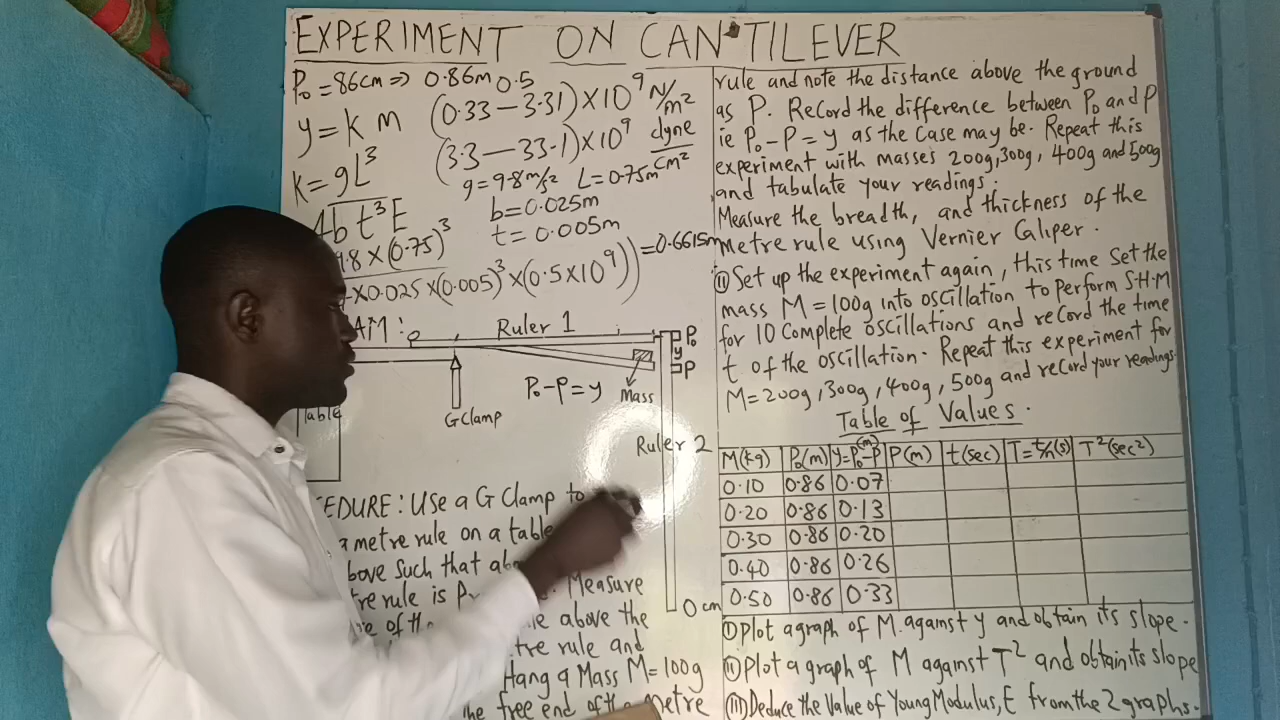 EXPERIMENT ON CANTILEVER
P₀ = 86cm ⇒ 0.86m 0.5
y = K m (0.33 — 3.31) × 10⁹ N/m²
(3.3 — 33.1) × 10⁹ dyne/cm²
K = gL³/4bt³E
g = 9.8m/s² L = 0.75m
b = 0.025m
t = 0.005m
9.8 × (0.75)³
× 0.025 × (0.005)³ × (0.5 × 10⁹)) = 0.6615m
AM :
Ruler 1
P₀
y
P
P₀ - P = y
Mass
G Clamp
Table
Ruler 2
0 cm
EDURE : Use a G Clamp to
a metre rule on a table
bove such that
tre rule is Measure
of the above the
tre rule and
Hang a Mass M = 100g
the free end of the metre
rule and note the distance above the ground
as P. Record the difference between P₀ and P
ie P₀ - P = y as the case may be. Repeat this
experiment with masses 200g, 300g, 400g and 500g
and tabulate your readings.
Measure the breadth, and thickness of the
metre rule using Vernier Caliper.
(ii) Set up the experiment again, this time set the
mass M = 100g into oscillation to perform S.H.M
for 10 Complete oscillations and record the time
t of the oscillation. Repeat this experiment for
M = 200g, 300g, 400g, 500g and record your readings.
Table of Values.
M(kg) P₀(m) y=P₀-P (m) P(m) t(sec) T=t/n(s) T²(sec²)
0.10 0.86 0.07
0.20 0.86 0.13
0.30 0.86 0.20
0.40 0.86 0.26
0.50 0.86 0.33
(i) Plot a graph of M against y and obtain its slope.
(ii) Plot a graph of M against T² and obtain its slope
(iii) Deduce the Value of Young Modulus, E from the 2 graphs.